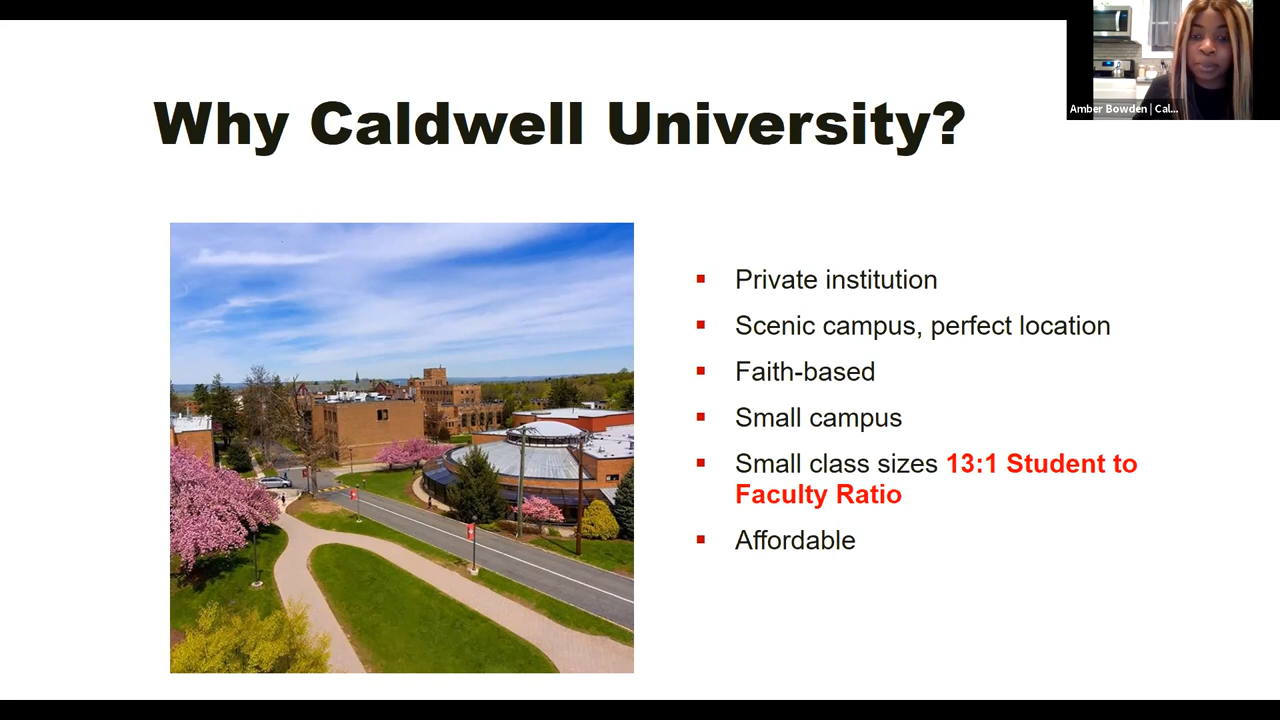 Why Caldwell University?
Amber Bowden | Cal...
Private institution
Scenic campus, perfect location
Faith-based
Small campus
Small class sizes 13:1 Student to
Faculty Ratio
Affordable